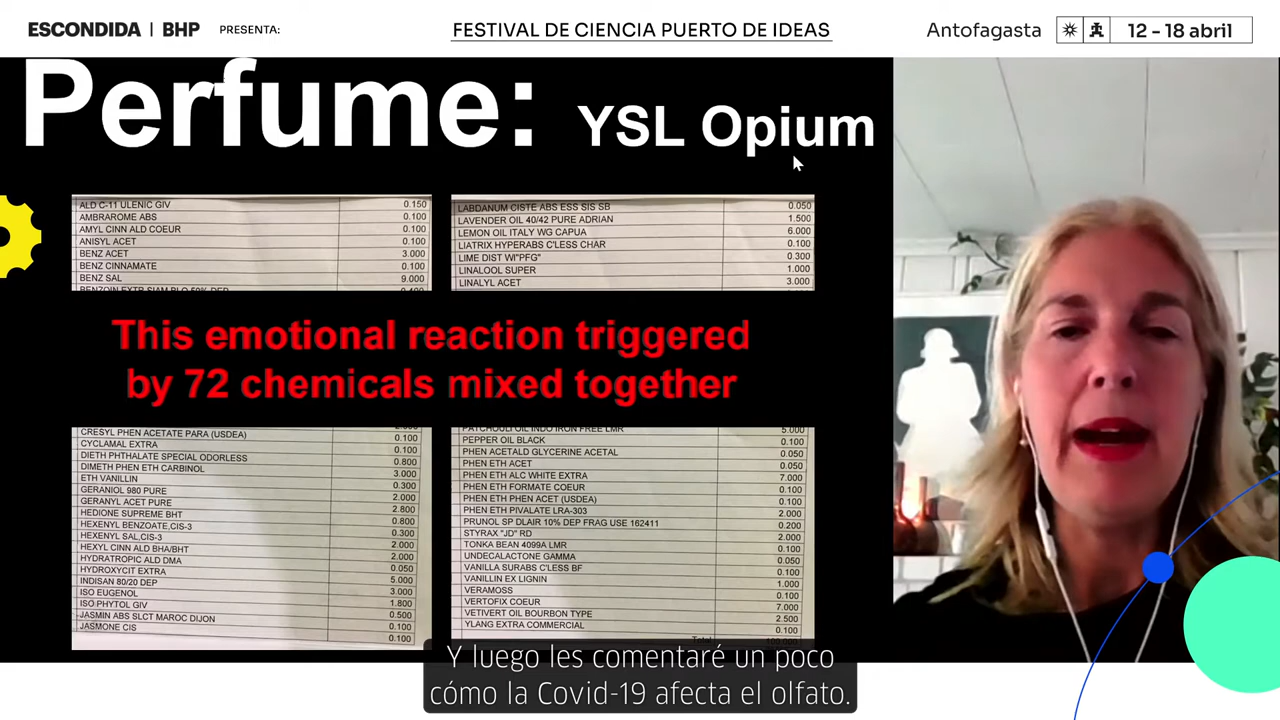 ESCONDIDA | BHP PRESENTA:
FESTIVAL DE CIENCIA PUERTO DE IDEAS
Antofagasta
12 – 18 abril
Perfume: YSL Opium
ALD C-11 ULENIC GIV 0.150
AMBRAROME ABS 0.100
AMYL CINN ALD COEUR 0.100
ANISYL ACET 0.100
BENZ ACET 3.000
BENZ CINNAMATE 0.100
BENZ SAL 9.000
LABDANUM CISTE ABS ESS SIS SB 0.050
LAVENDER OIL 40/42 PURE ADRIAN 1.500
LEMON OIL ITALY WG CAPUA 6.000
LIATRIX HYPERABS C'LESS CHAR 0.100
LIME DIST WI"PFG" 0.300
LINALOOL SUPER 1.000
LINALYL ACET 3.000
This emotional reaction triggered
by 72 chemicals mixed together
CRESYL PHEN ACETATE PARA (USDEA) 0.100
CYCLAMAL EXTRA 0.100
DIETH PHTHALATE SPECIAL ODORLESS 0.800
DIMETH PHEN ETH CARBINOL 3.000
ETH VANILLIN 0.300
GERANIOL 980 PURE 2.000
GERANYL ACET PURE 2.800
HEDIONE SUPREME BHT 0.800
HEXENYL BENZOATE,CIS-3 0.300
HEXENYL SAL,CIS-3 2.000
HEXYL CINN ALD BHA/BHT 2.000
HYDRATROPIC ALD DMA 0.050
HYDROXYCIT EXTRA 5.000
INDISAN 80/20 DEP 3.000
ISO EUGENOL 1.800
ISO PHYTOL GIV 0.500
JASMIN ABS SLCT MAROC DIJON 0.100
JASMONE CIS 0.100
PATCHOULI OIL INDO IRON FREE LMR 5.000
PEPPER OIL BLACK 0.100
PHEN ACETALD GLYCERINE ACETAL 0.050
PHEN ETH ACET 0.050
PHEN ETH ALC WHITE EXTRA 7.000
PHEN ETH FORMATE COEUR 0.100
PHEN ETH PHEN ACET (USDEA) 0.100
PHEN ETH PIVALATE LRA-303 2.000
PRUNOL SP DLAIR 10% DEP FRAG USE 162411 0.200
STYRAX "JD" RD 2.000
TONKA BEAN 4099A LMR 0.100
UNDECALACTONE GAMMA 0.050
VANILLA SURABS C'LESS BF 0.100
VANILLIN EX LIGNIN 1.000
VERAMOSS 0.100
VERTOFIX COEUR 7.000
VETIVERT OIL BOURBON TYPE 2.500
YLANG EXTRA COMMERCIAL 0.100
Total
Y luego les comentaré un poco
cómo la Covid-19 afecta el olfato.